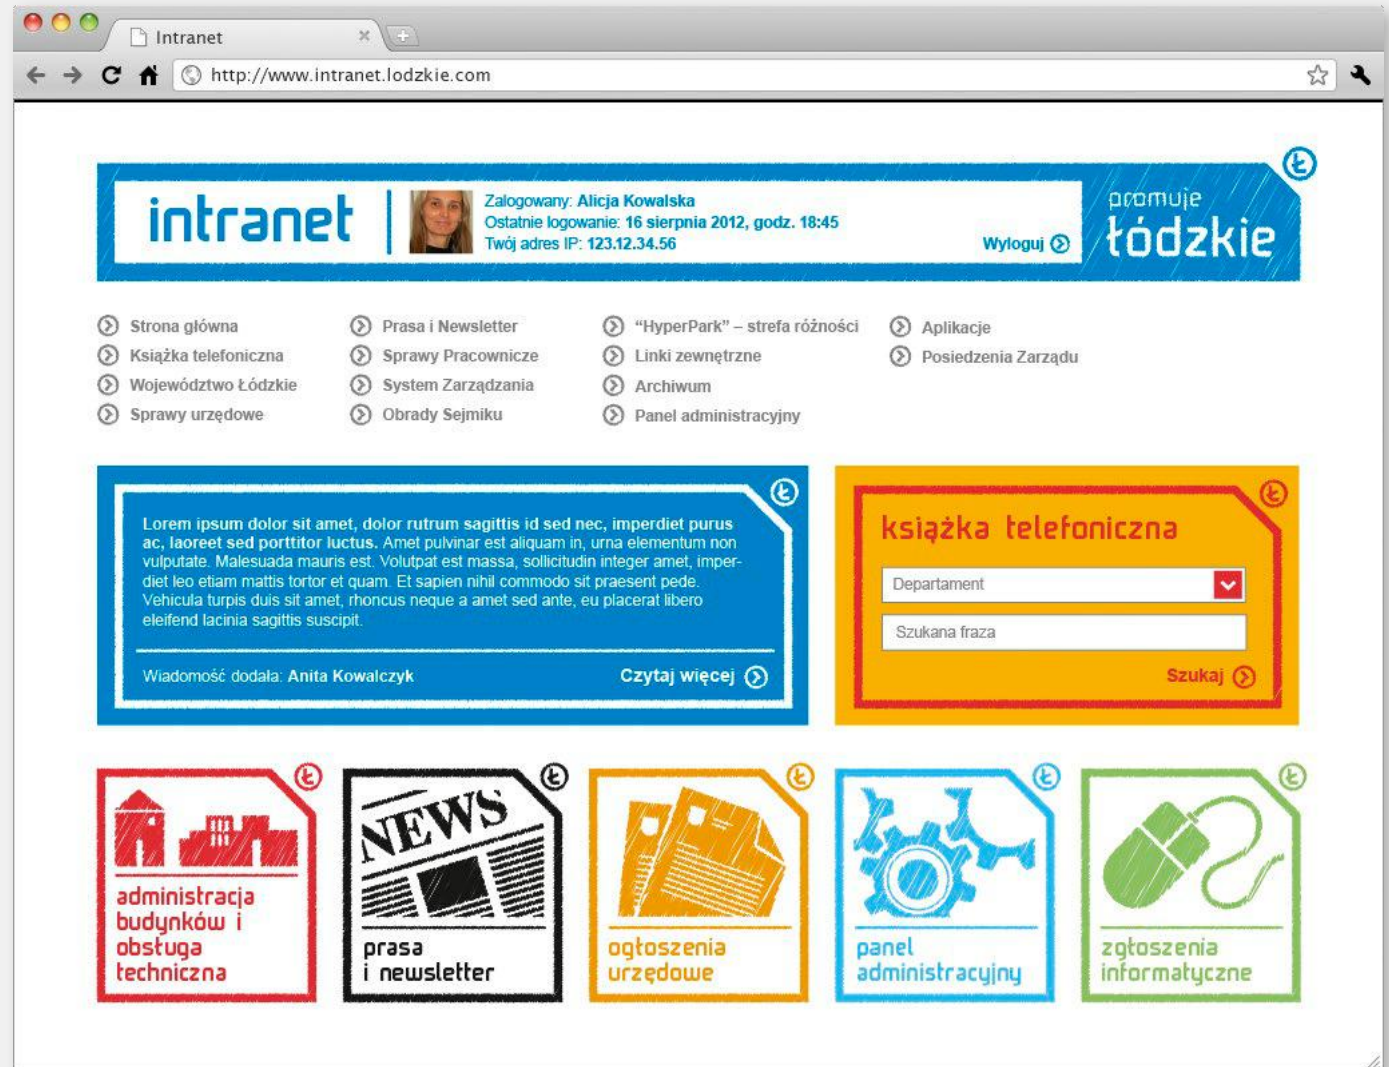 Intranet
http://www.intranet.lodzkie.com
Ł
intranet
Zalogowany: Alicja Kowalska
Ostatnie logowanie: 16 sierpnia 2012, godz. 18:45
Twój adres IP: 123.12.34.56
Wyloguj
promuje
łódzkie
Strona główna
Książka telefoniczna
Województwo Łódzkie
Sprawy urzędowe
Prasa i Newsletter
Sprawy Pracownicze
System Zarządzania
Obrady Sejmiku
“HyperPark” – strefa różności
Linki zewnętrzne
Archiwum
Panel administracyjny
Aplikacje
Posiedzenia Zarządu
Ł
Lorem ipsum dolor sit amet, dolor rutrum sagittis id sed nec, imperdiet purus
ac, laoreet sed porttitor luctus. Amet pulvinar est aliquam in, urna elementum non
vulputate. Malesuada mauris est. Volutpat est massa, sollicitudin integer amet, imper-
diet leo etiam mattis tortor et quam. Et sapien nihil commodo sit praesent pede.
Vehicula turpis duis sit amet, rhoncus neque a amet sed ante, eu placerat libero
eleifend lacinia sagittis suscipit.
Wiadomość dodała: Anita Kowalczyk
Czytaj więcej
Ł
książka telefoniczna
Departament
Szukana fraza
Szukaj
Ł
administracja
budynków i
obsługa
techniczna
Ł
NEWS
prasa
i newsletter
Ł
ogłoszenia
urzędowe
Ł
panel
administracyjny
Ł
zgłoszenia
informatyczne